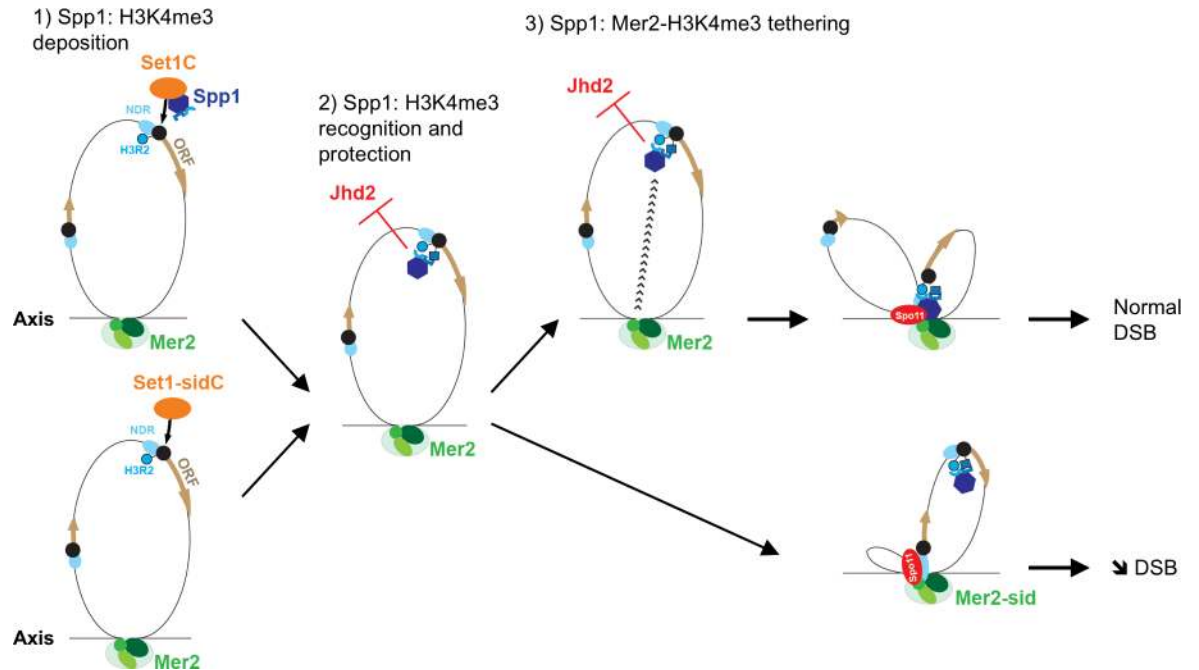 1) Spp1: H3K4me3
deposition
Set1C
Spp1
NDR
H3R2
ORF
Axis
Mer2
Set1-sidC
NDR
H3R2
ORF
Axis
Mer2
2) Spp1: H3K4me3
recognition and
protection
Jhd2
Mer2
3) Spp1: Mer2-H3K4me3 tethering
Jhd2
Mer2
Spo11
Normal
DSB
Spo11
Mer2-sid
DSB